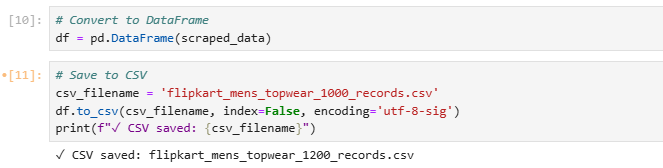 [10]: # Convert to DataFrame
df = pd.DataFrame(scraped_data)
•[11]: # Save to CSV
csv_filename = 'flipkart_mens_topwear_1000_records.csv'
df.to_csv(csv_filename, index=False, encoding='utf-8-sig')
print(f"✓ CSV saved: {csv_filename}")
✓ CSV saved: flipkart_mens_topwear_1200_records.csv